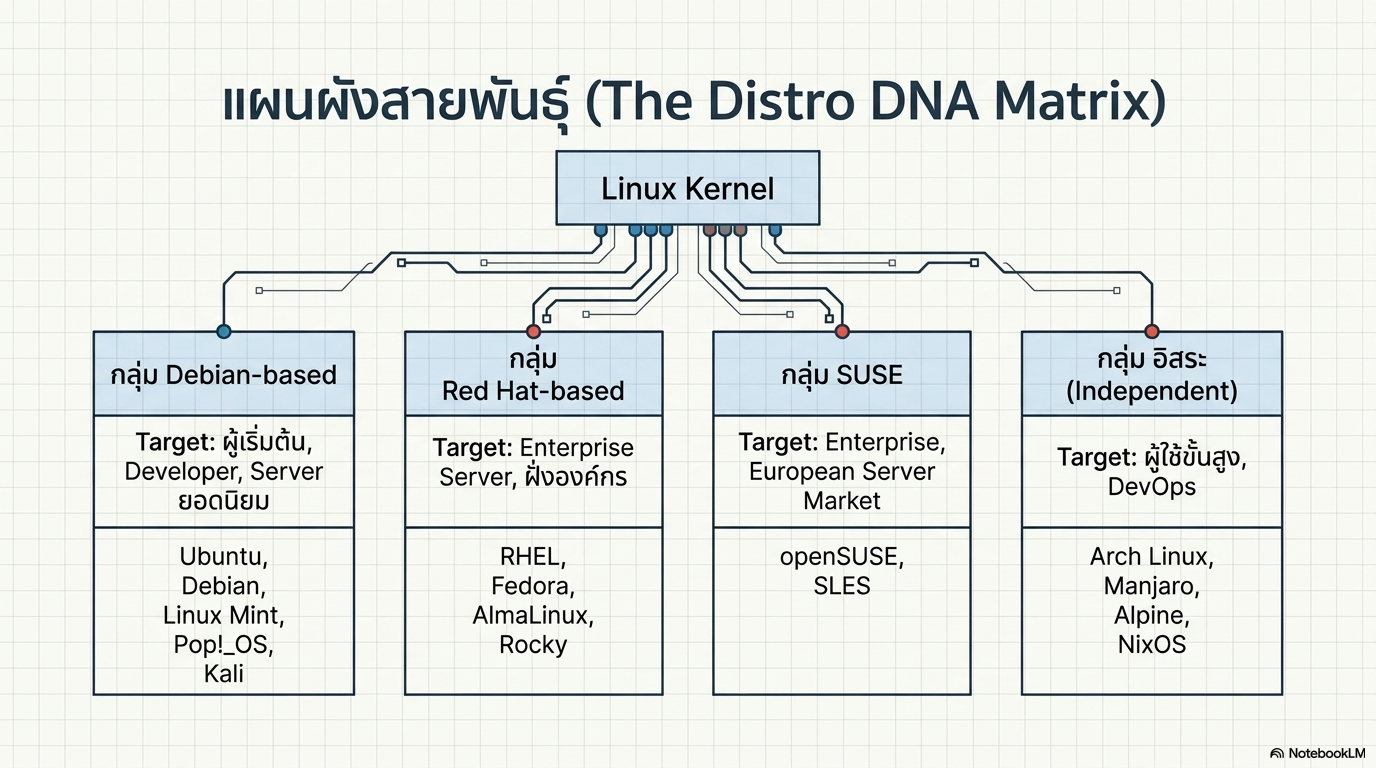 แผนผังสายพันธุ์ (The Distro DNA Matrix)
Linux Kernel
กลุ่ม Debian-based
Target: ผู้เริ่มต้น,
Developer, Server
ยอดนิยม
Ubuntu,
Debian,
Linux Mint,
Pop!_OS,
Kali
กลุ่ม
Red Hat-based
Target: Enterprise
Server, ฝั่งองค์กร
RHEL,
Fedora,
AlmaLinux,
Rocky
กลุ่ม SUSE
Target: Enterprise,
European Server
Market
openSUSE,
SLES
กลุ่ม อิสระ
(Independent)
Target: ผู้ใช้ขั้นสูง,
DevOps
Arch Linux,
Manjaro,
Alpine,
NixOS
NotebookLM